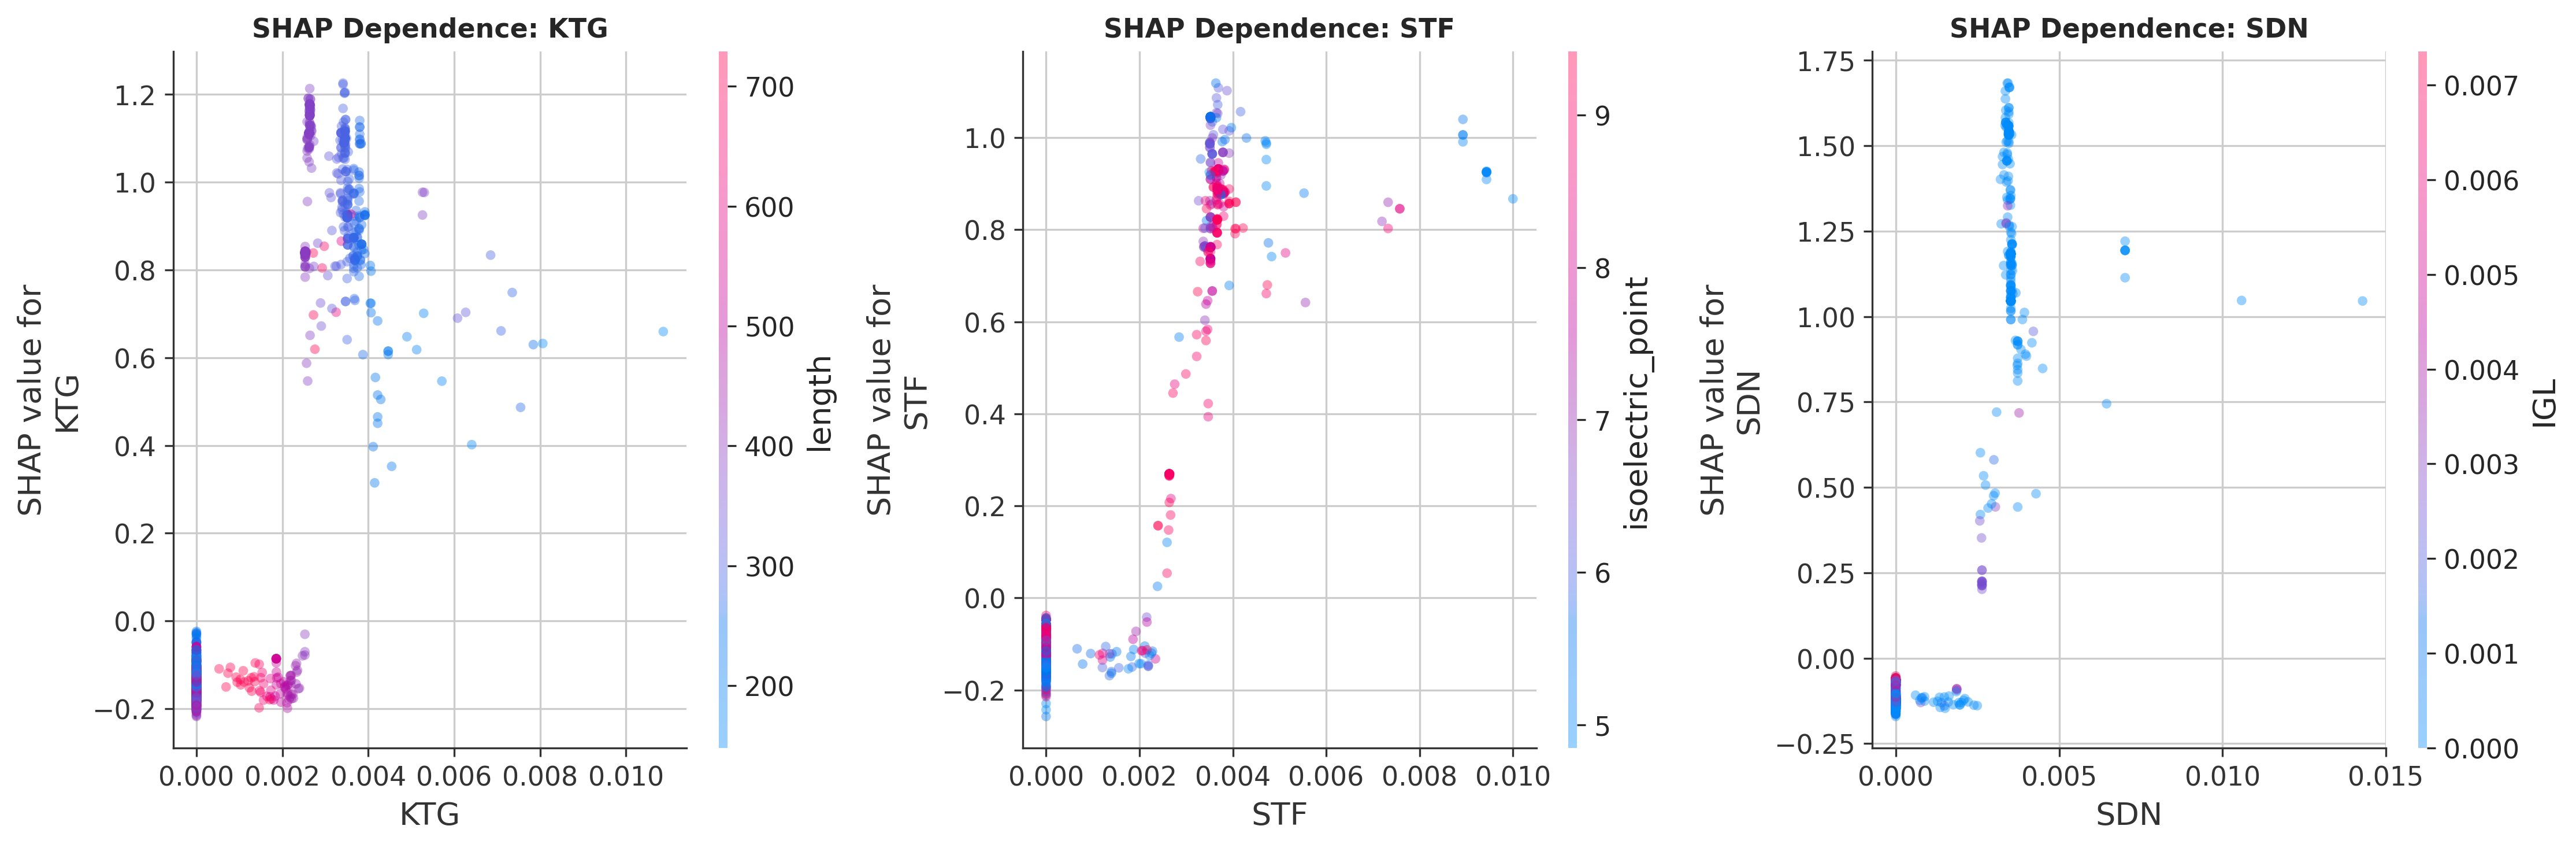 SHAP Dependence: KTG
1.2
1.0
0.8
0.6
0.4
0.2
0.0
−0.2
SHAP value for
KTG
0.000 0.002 0.004 0.006 0.008 0.010
KTG
700
600
500
400
300
200
length
SHAP Dependence: STF
1.0
0.8
0.6
0.4
0.2
0.0
−0.2
SHAP value for
STF
0.000 0.002 0.004 0.006 0.008 0.010
STF
9
8
7
6
5
isoelectric_point
SHAP Dependence: SDN
1.75
1.50
1.25
1.00
0.75
0.50
0.25
0.00
−0.25
SHAP value for
SDN
0.000 0.005 0.010 0.015
SDN
0.007
0.006
0.005
0.004
0.003
0.002
0.001
0.000
IGL